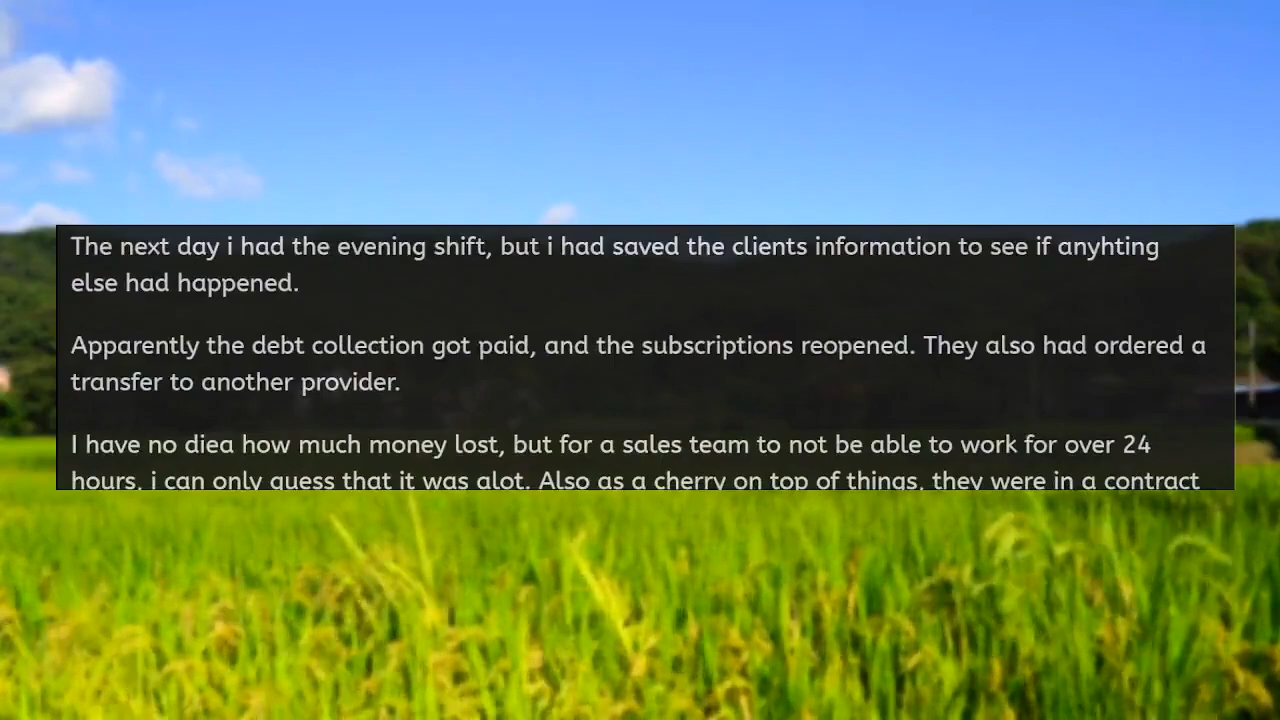 The next day i had the evening shift, but i had saved the clients information to see if anyhting
else had happened.
Apparently the debt collection got paid, and the subscriptions reopened. They also had ordered a
transfer to another provider.
I have no diea how much money lost, but for a sales team to not be able to work for over 24
hours, i can only guess that it was alot. Also as a cherry on top of things, they were in a contract